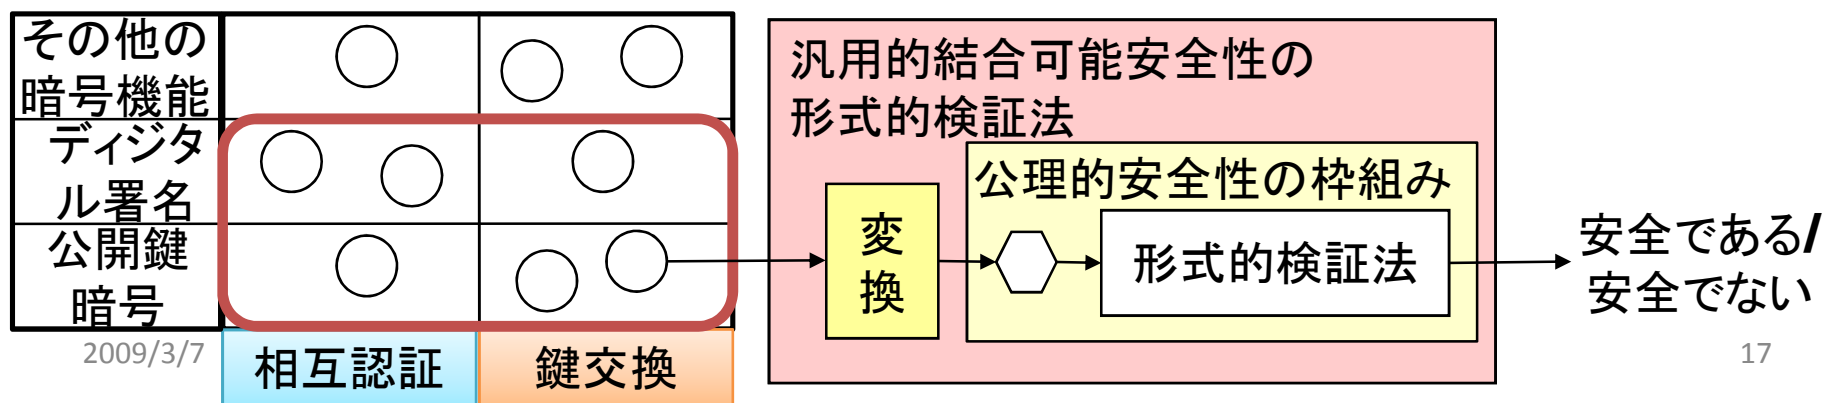 その他の
暗号機能
ディジタ
ル署名
公開鍵
暗号
相互認証
鍵交換
汎用的結合可能安全性の
形式的検証法
公理的安全性の枠組み
変
換
形式的検証法
安全である/
安全でない
2009/3/7
17